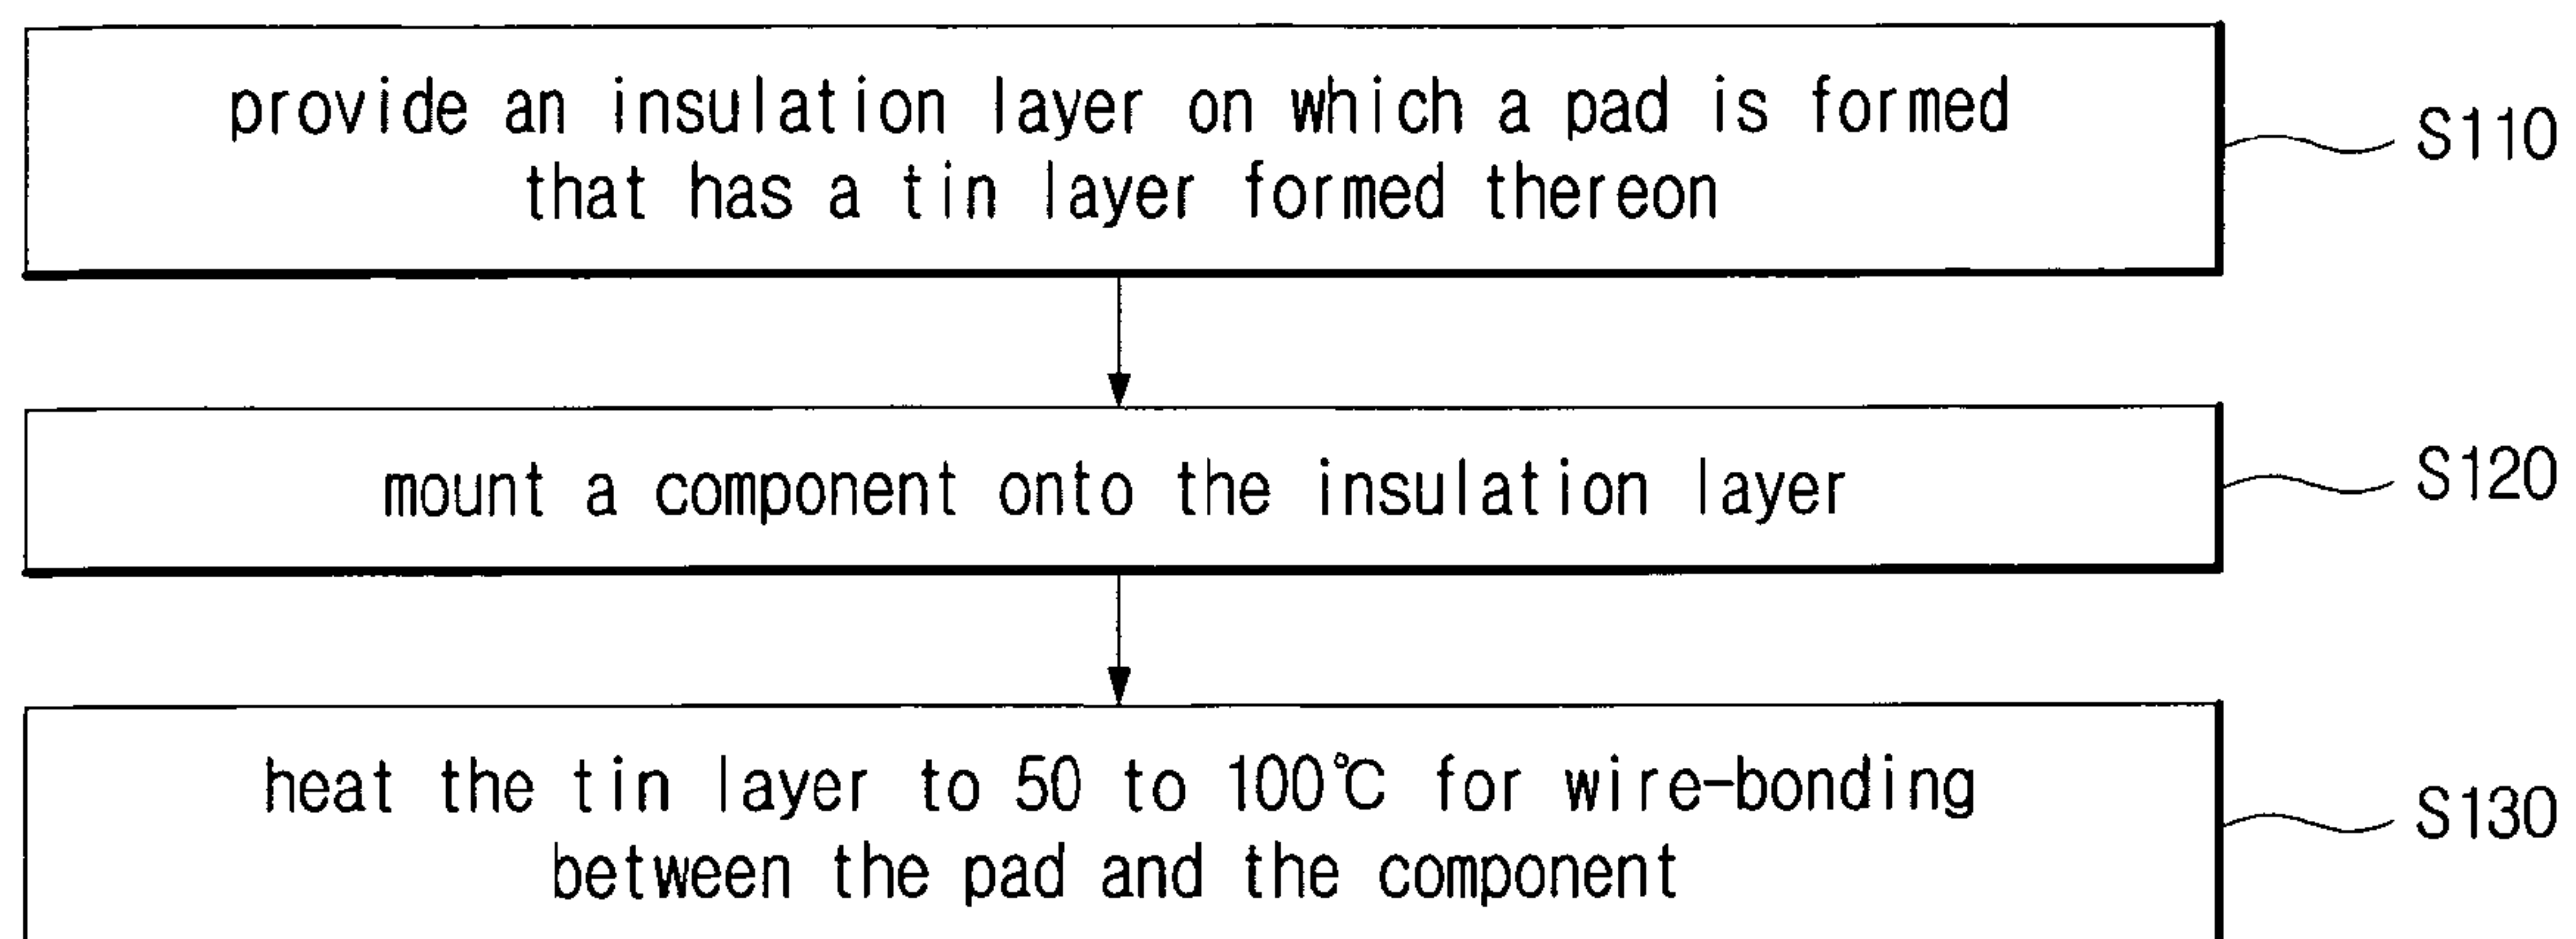 provide an insulation layer on which a pad is formed
that has a tin layer formed thereon
S110
mount a component onto the insulation layer
S120
heat the tin layer to 50 to 100℃ for wire-bonding
between the pad and the component
S130